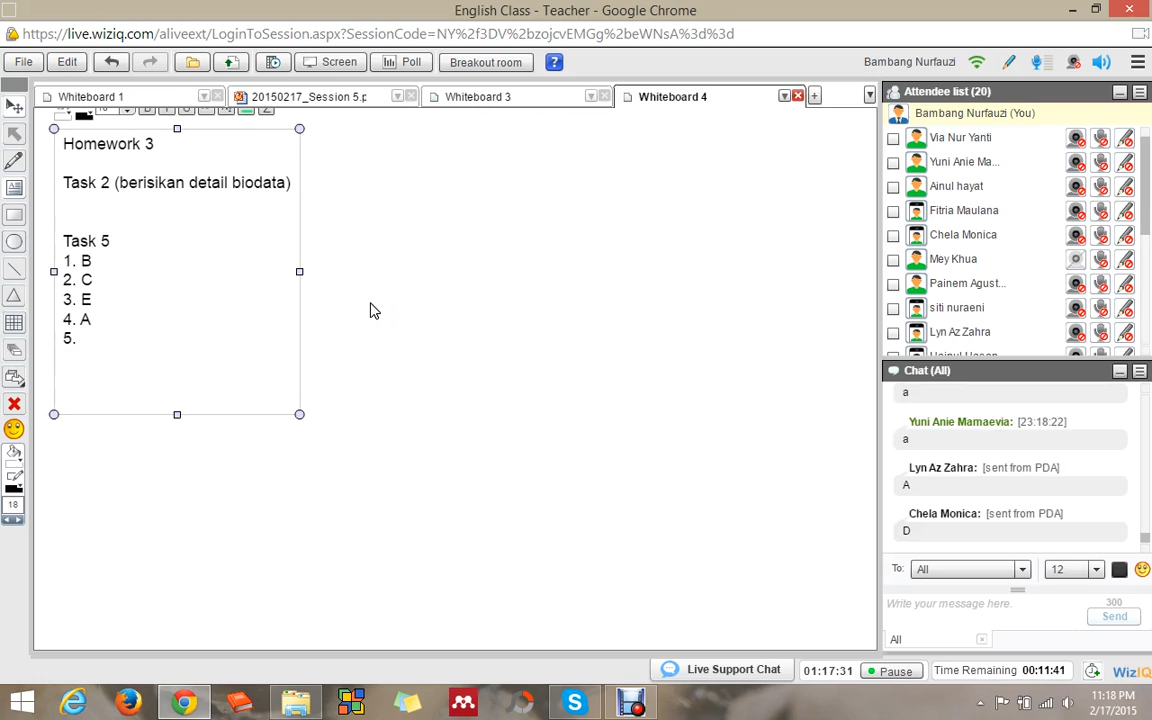 English Class - Teacher - Google Chrome
https://live.wiziq.com/aliveext/LoginToSession.aspx?SessionCode=NY%2f3DV%2bzojcvEMGg%2beWNsA%3d%3d
File
Edit
Screen
Poll
Breakout room
?
Bambang Nurfauzi
Whiteboard 1
20150217_Session 5.p
Whiteboard 3
Whiteboard 4
Homework 3
Task 2 (berisikan detail biodata)
Task 5
1. B
2. C
3. E
4. A
5.
18
Attendee list (20)
Bambang Nurfauzi (You)
Via Nur Yanti
Yuni Anie Ma...
Ainul hayat
Fitria Maulana
Chela Monica
Mey Khua
Painem Agust...
siti nuraeni
Lyn Az Zahra
Chat (All)
a
Yuni Anie Mamaevia: [23:18:22]
a
Lyn Az Zahra: [sent from PDA]
A
Chela Monica: [sent from PDA]
D
To: All 12
Write your message here.
300
Send
All
Live Support Chat
01:17:31
Pause
Time Remaining 00:11:41
WizIQ
11:18 PM
2/17/2015